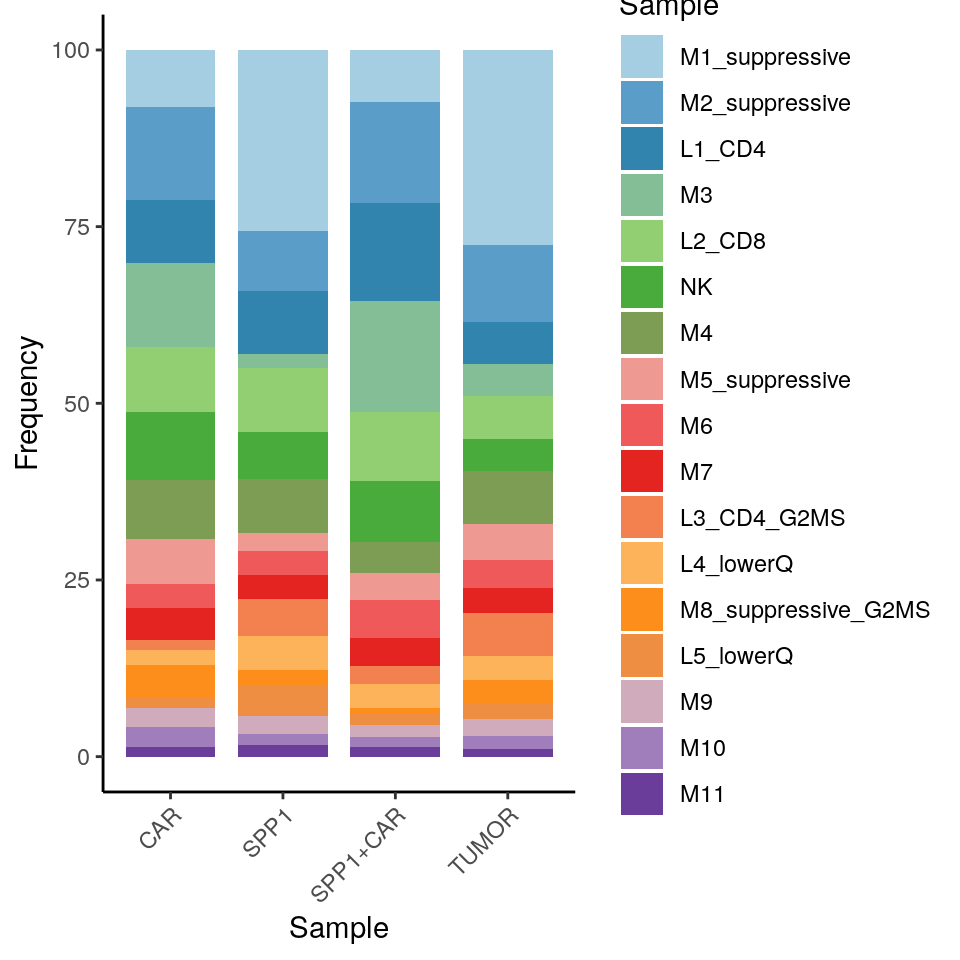 Sample
M1_suppressive
M2_suppressive
L1_CD4
M3
L2_CD8
NK
M4
M5_suppressive
M6
M7
L3_CD4_G2MS
L4_lowerQ
M8_suppressive_G2MS
L5_lowerQ
M9
M10
M11
Frequency
100
75
50
25
0
CAR
SPP1
SPP1+CAR
TUMOR
Sample